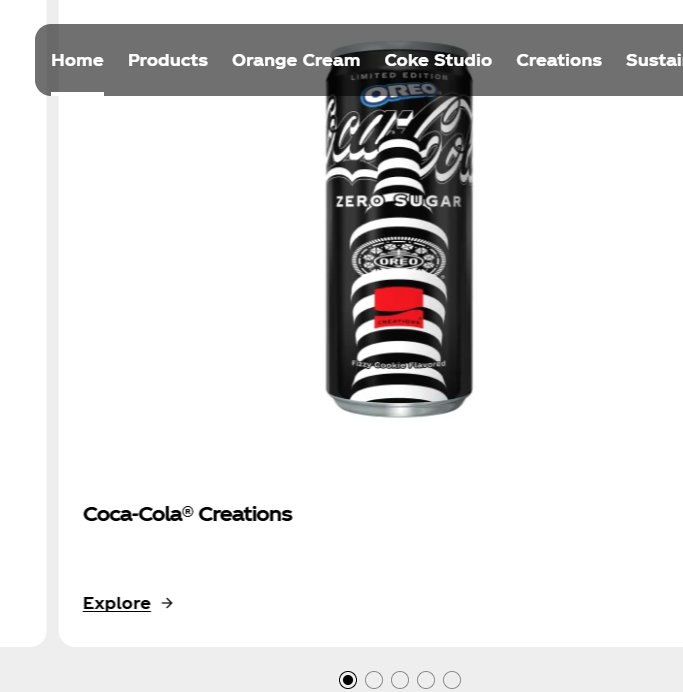 Home Products Orange Cream Coke Studio Creations Sustai
LIMITED EDITION
OREO
Coca-Cola
ZERO SUGAR
OREO
CREATIONS
Fizzy Cookie Flavored
Coca-Cola® Creations
Explore →